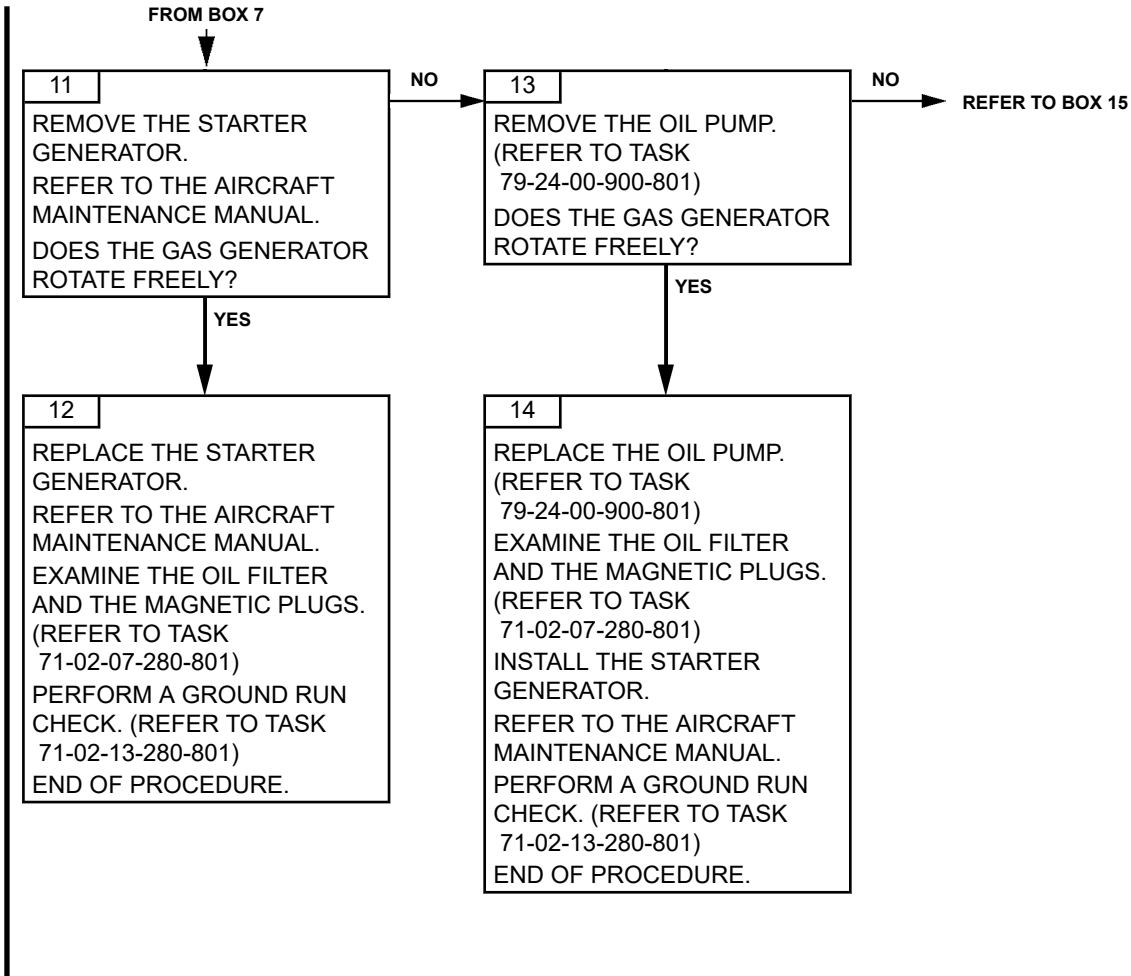 FROM BOX 7
11
REMOVE THE STARTER
GENERATOR.
REFER TO THE AIRCRAFT
MAINTENANCE MANUAL.
DOES THE GAS GENERATOR
ROTATE FREELY?
NO
13
REMOVE THE OIL PUMP.
(REFER TO TASK
79-24-00-900-801)
DOES THE GAS GENERATOR
ROTATE FREELY?
NO
REFER TO BOX 15
YES
YES
12
REPLACE THE STARTER
GENERATOR.
REFER TO THE AIRCRAFT
MAINTENANCE MANUAL.
EXAMINE THE OIL FILTER
AND THE MAGNETIC PLUGS.
(REFER TO TASK
71-02-07-280-801)
PERFORM A GROUND RUN
CHECK. (REFER TO TASK
71-02-13-280-801)
END OF PROCEDURE.
14
REPLACE THE OIL PUMP.
(REFER TO TASK
79-24-00-900-801)
EXAMINE THE OIL FILTER
AND THE MAGNETIC PLUGS.
(REFER TO TASK
71-02-07-280-801)
INSTALL THE STARTER
GENERATOR.
REFER TO THE AIRCRAFT
MAINTENANCE MANUAL.
PERFORM A GROUND RUN
CHECK. (REFER TO TASK
71-02-13-280-801)
END OF PROCEDURE.